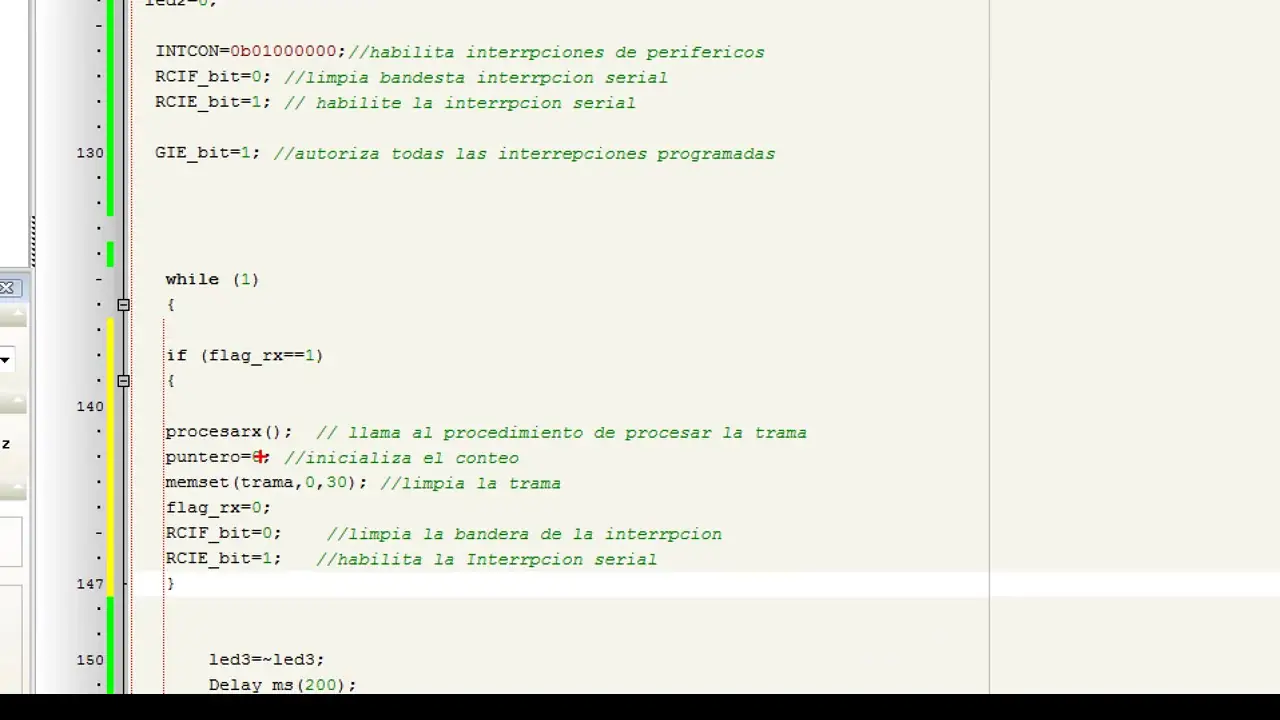 led2=0;
INTCON=0b01000000;//habilita interrpciones de perifericos
RCIF_bit=0; //limpia bandesta interrpcion serial
RCIE_bit=1; // habilite la interrpcion serial
130 GIE_bit=1; //autoriza todas las interrepciones programadas
while (1)
{
if (flag_rx==1)
{
140
procesarx(); // llama al procedimiento de procesar la trama
puntero=0; //inicializa el conteo
z
memset(trama,0,30); //limpia la trama
flag_rx=0;
RCIF_bit=0; //limpia la bandera de la interrpcion
RCIE_bit=1; //habilita la Interrpcion serial
147 }
150 led3=~led3;
Delay_ms(200);